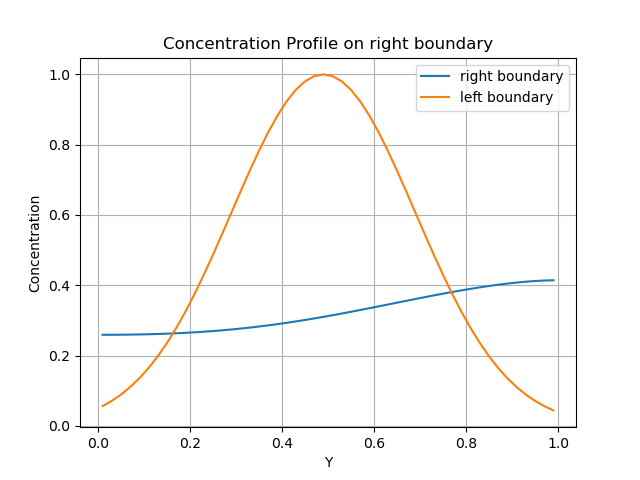 Concentration Profile on right boundary
right boundary
left boundary
1.0
0.8
0.6
0.4
0.2
0.0
Concentration
0.0 0.2 0.4 0.6 0.8 1.0
Y